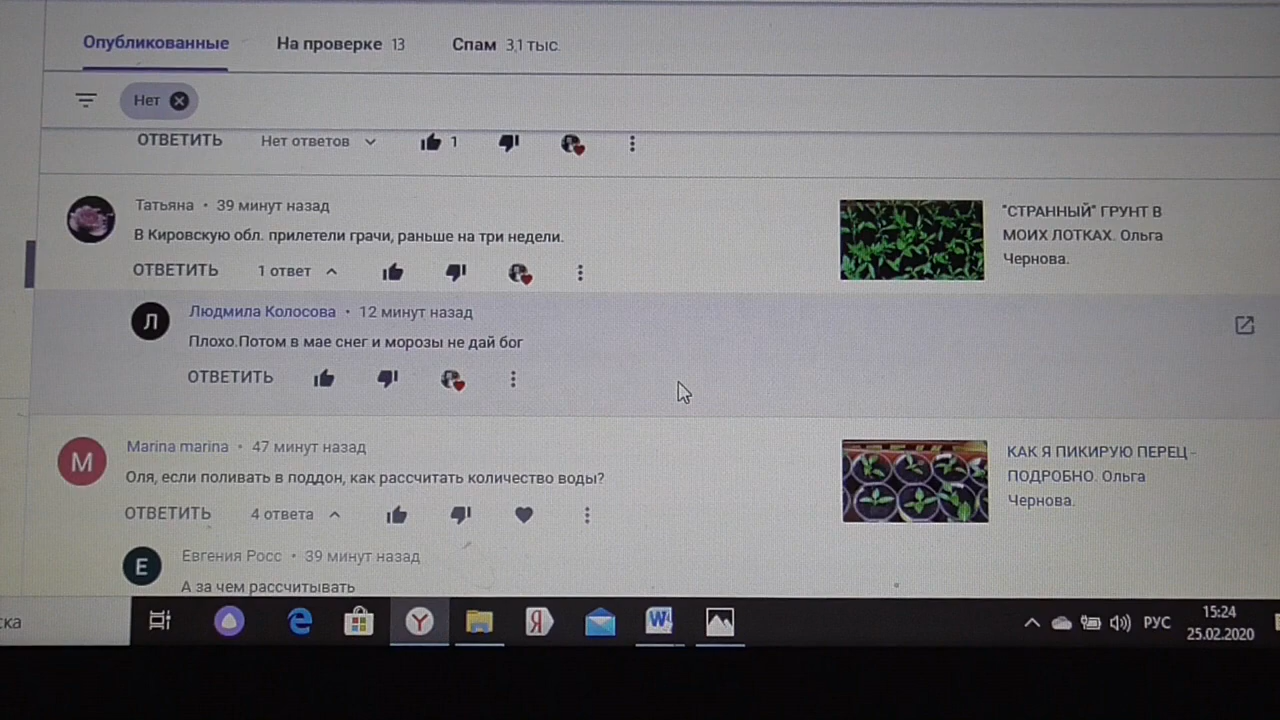 Опубликованные На проверке 13 Спам 3,1 тыс.
Нет
ОТВЕТИТЬ Нет ответов 1
Татьяна • 39 минут назад
В Кировскую обл. прилетели грачи, раньше на три недели.
ОТВЕТИТЬ 1 ответ
"СТРАННЫЙ" ГРУНТ В
МОИХ ЛОТКАХ. Ольга
Чернова.
Л
Людмила Колосова • 12 минут назад
Плохо.Потом в мае снег и морозы не дай бог
ОТВЕТИТЬ
M
Marina marina • 47 минут назад
Оля, если поливать в поддон, как рассчитать количество воды?
ОТВЕТИТЬ 4 ответа
КАК Я ПИКИРУЮ ПЕРЕЦ -
ПОДРОБНО. Ольга
Чернова.
Е
Евгения Росс • 39 минут назад
А за чем рассчитывать
ска
РУС
15:24
25.02.2020